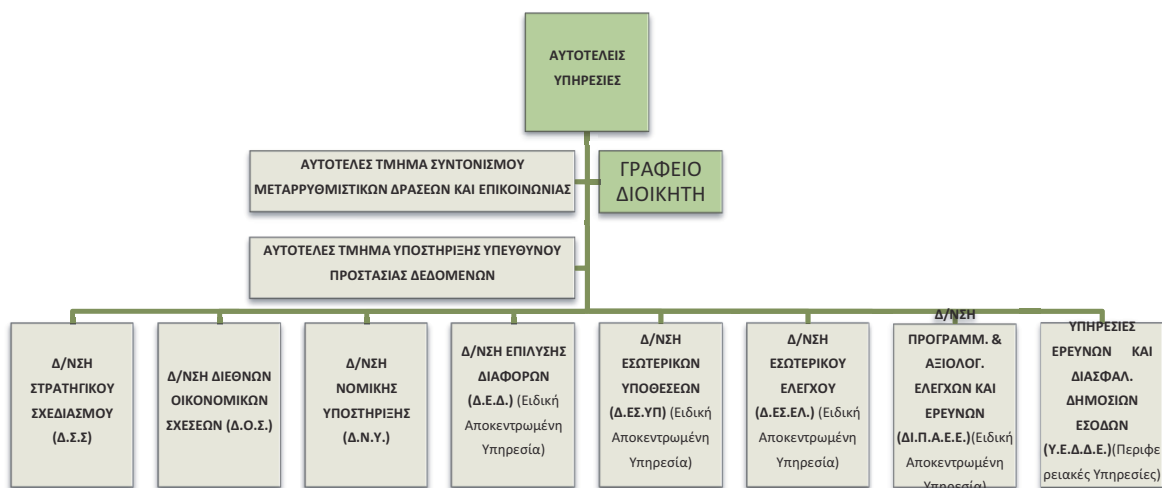 ΑΥΤΟΤΕΛΕΙΣ
ΥΠΗΡΕΣΙΕΣ
ΑΥΤΟΤΕΛΕΣ ΤΜΗΜΑ ΣΥΝΤΟΝΙΣΜΟΥ
ΜΕΤΑΡΡΥΘΜΙΣΤΙΚΩΝ ΔΡΑΣΕΩΝ ΚΑΙ ΕΠΙΚΟΙΝΩΝΙΑΣ
ΓΡΑΦΕΙΟ
ΔΙΟΙΚΗΤΗ
ΑΥΤΟΤΕΛΕΣ ΤΜΗΜΑ ΥΠΟΣΤΗΡΙΞΗΣ ΥΠΕΥΘΥΝΟΥ
ΠΡΟΣΤΑΣΙΑΣ ΔΕΔΟΜΕΝΩΝ
Δ/ΝΣΗ
ΣΤΡΑΤΗΓΙΚΟΥ
ΣΧΕΔΙΑΣΜΟΥ
(Δ.Σ.Σ)
Δ/ΝΣΗ ΔΙΕΘΝΩΝ
ΟΙΚΟΝΟΜΙΚΩΝ
ΣΧΕΣΕΩΝ (Δ.Ο.Σ.)
Δ/ΝΣΗ
ΝΟΜΙΚΗΣ
ΥΠΟΣΤΗΡΙΞΗΣ
(Δ.Ν.Υ.)
Δ/ΝΣΗ ΕΠΙΛΥΣΗΣ
ΔΙΑΦΟΡΩΝ
(Δ.Ε.Δ.) (Ειδική
Αποκεντρωμένη
Υπηρεσία)
Δ/ΝΣΗ
ΕΣΩΤΕΡΙΚΩΝ
ΥΠΟΘΕΣΕΩΝ
(Δ.ΕΣ.ΥΠ) (Ειδική
Αποκεντρωμένη
Υπηρεσία)
Δ/ΝΣΗ
ΕΣΩΤΕΡΙΚΟΥ
ΕΛΕΓΧΟΥ
(Δ.ΕΣ.ΕΛ.) (Ειδική
Αποκεντρωμένη
Υπηρεσία)
Δ/ΝΣΗ
ΠΡΟΓΡΑΜΜ. &
ΑΞΙΟΛΟΓ.
ΕΛΕΓΧΩΝ ΚΑΙ
ΕΡΕΥΝΩΝ
(ΔΙ.Π.Α.Ε.Ε.)(Ειδική
Αποκεντρωμένη
Υπηρεσία)
ΥΠΗΡΕΣΙΕΣ
ΕΡΕΥΝΩΝ ΚΑΙ
ΔΙΑΣΦΑΛ.
ΔΗΜΟΣΙΩΝ
ΕΣΟΔΩΝ
(Υ.Ε.Δ.Δ.Ε.)(Περιφε
ρειακές Υπηρεσίες)